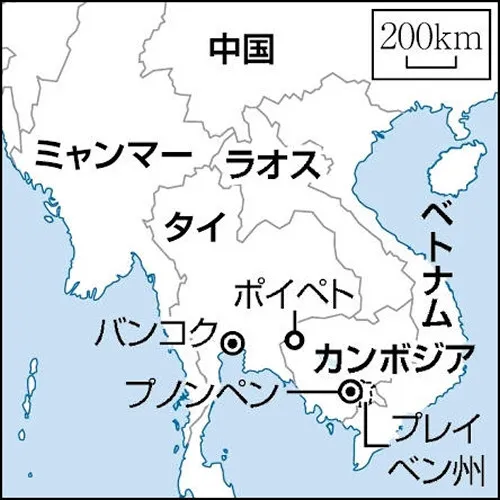 中国
200km
ミャンマー
ラオス
タイ
ベトナム
ポイペト
バンコク
カンボジア
プノンペン
プレイ
ベン州